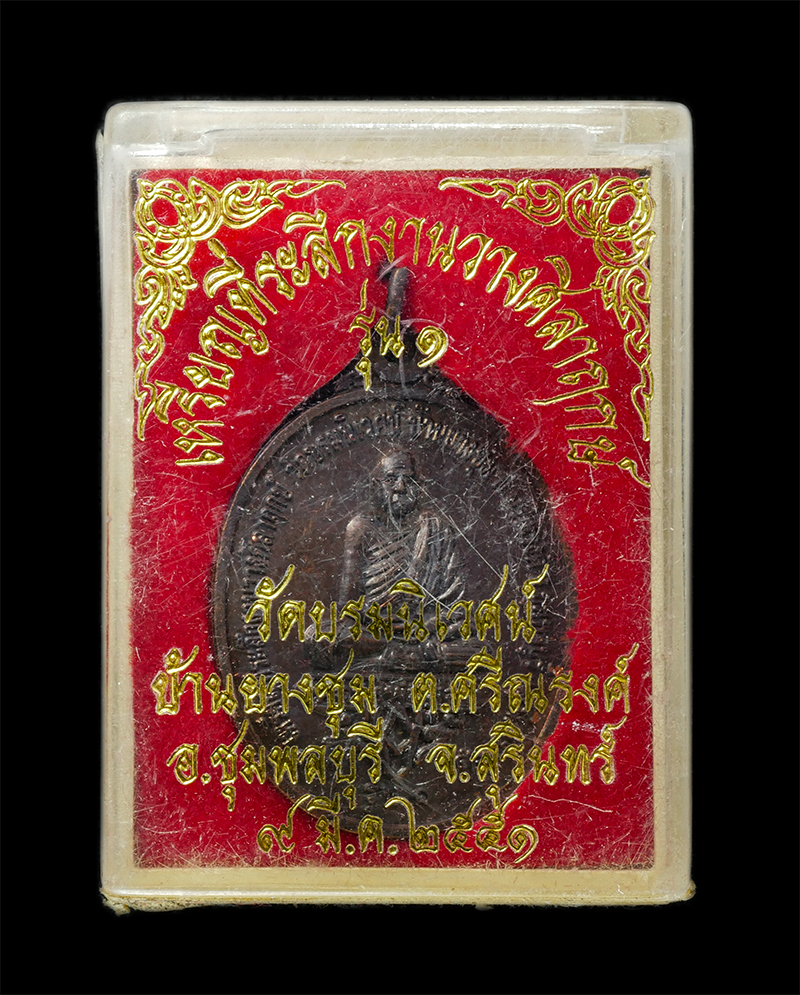 เหรียญที่ระลึกงานวางศิลาฤกษ์
รุ่น ๑
วัดบรมนิเวศน์
บ้านยางชุม ต.ศรีณรงค์
อ.ชุมพลบุรี จ.สุรินทร์
๙ มี.ค.๒๕๕๑